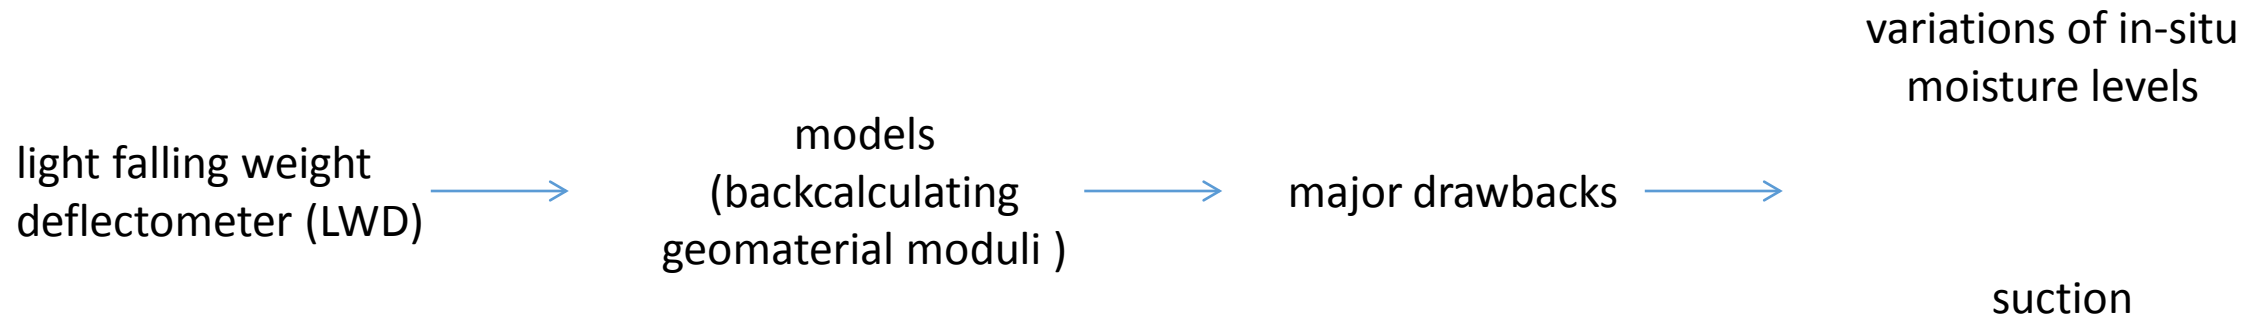 light falling weight
deflectometer (LWD)
models
(backcalculating
geomaterial moduli )
major drawbacks
variations of in-situ
moisture levels
suction